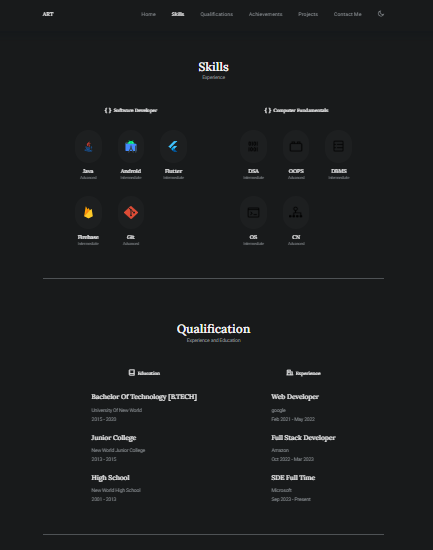 ART
Home Skills Qualifications AcNevements Projects Contact Me
Skills
Experience
{ } Software Developer
{ } Computer Fundamentals
Java Android Flutter
Advanced Intermediate Intermediate
DSA OOPS DBMS
Intermediate Advanced Intermediate
Firebase Git
Intermediate Advanced
OS CN
Intermediate Advanced
Qualification
Experience and Education
Education
Experience
Bachelor Of Technology [B.TECH]
University Of New World
2015 - 2020
Web Developer
google
Feb 2021 - May 2022
Junior College
New World Junior College
2013 - 2015
Full Stack Developer
Amazon
Oct 2022 - Mar 2023
High School
New World High School
2001 - 2013
SDE Full Time
Microsoft
Sep 2023 - Present